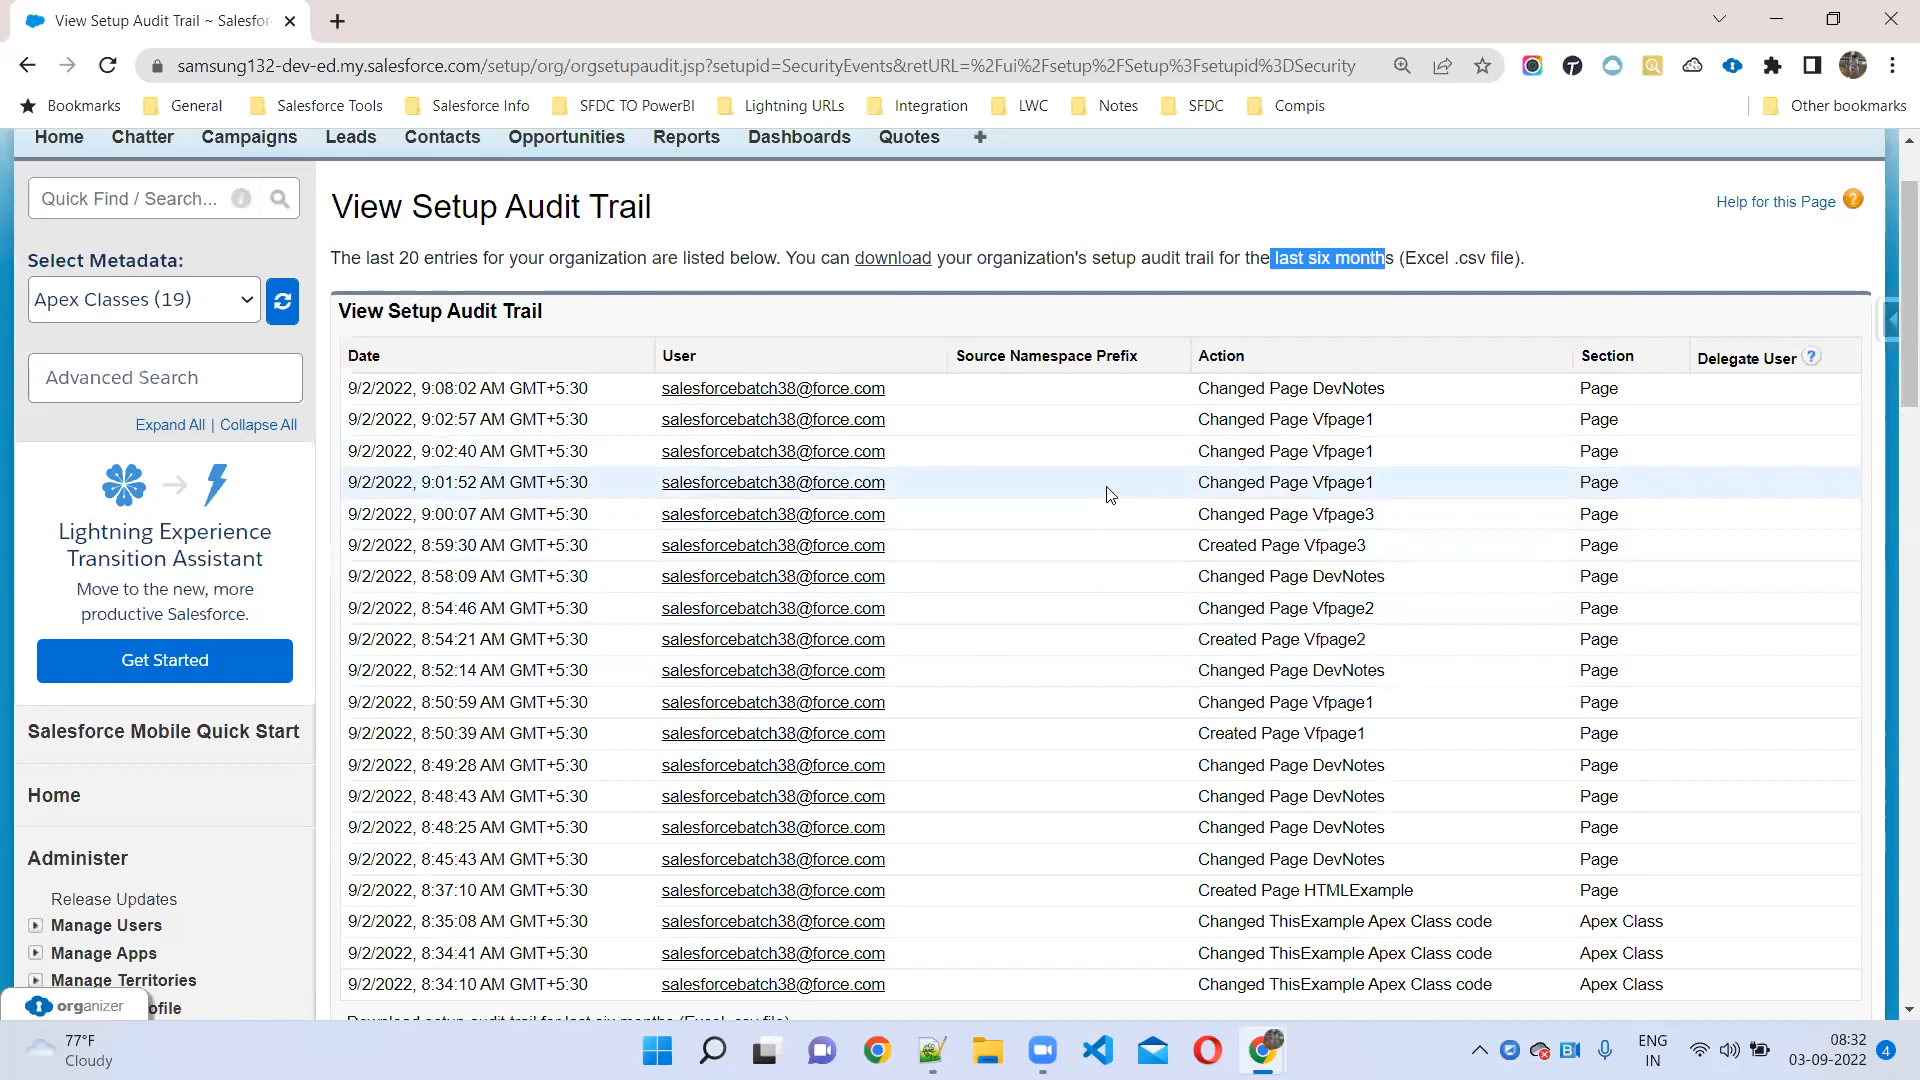 View Setup Audit Trail ~ Salesfor
samsung132-dev-ed.my.salesforce.com/setup/org/orgsetupaudit.jsp?setupid=SecurityEvents&retURL=%2Fui%2Fsetup%2FSetup%3Fsetupid%3DSecurity
Bookmarks General Salesforce Tools Salesforce Info SFDC TO PowerBI Lightning URLs Integration LWC Notes SFDC Compis Other bookmarks
Home Chatter Campaigns Leads Contacts Opportunities Reports Dashboards Quotes
Quick Find / Search...
Select Metadata:
Apex Classes (19)
Advanced Search
Expand All | Collapse All
Lightning Experience
Transition Assistant
Move to the new, more
productive Salesforce.
Get Started
Salesforce Mobile Quick Start
Home
Administer
Release Updates
Manage Users
Manage Apps
Manage Territories
ofile
organizer
View Setup Audit Trail
Help for this Page
The last 20 entries for your organization are listed below. You can download your organization's setup audit trail for the last six months (Excel .csv file).
View Setup Audit Trail
Date User Source Namespace Prefix Action Section Delegate User ?
9/2/2022, 9:08:02 AM GMT+5:30 salesforcebatch38@force.com Changed Page DevNotes Page
9/2/2022, 9:02:57 AM GMT+5:30 salesforcebatch38@force.com Changed Page Vfpage1 Page
9/2/2022, 9:02:40 AM GMT+5:30 salesforcebatch38@force.com Changed Page Vfpage1 Page
9/2/2022, 9:01:52 AM GMT+5:30 salesforcebatch38@force.com Changed Page Vfpage1 Page
9/2/2022, 9:00:07 AM GMT+5:30 salesforcebatch38@force.com Changed Page Vfpage3 Page
9/2/2022, 8:59:30 AM GMT+5:30 salesforcebatch38@force.com Created Page Vfpage3 Page
9/2/2022, 8:58:09 AM GMT+5:30 salesforcebatch38@force.com Changed Page DevNotes Page
9/2/2022, 8:54:46 AM GMT+5:30 salesforcebatch38@force.com Changed Page Vfpage2 Page
9/2/2022, 8:54:21 AM GMT+5:30 salesforcebatch38@force.com Created Page Vfpage2 Page
9/2/2022, 8:52:14 AM GMT+5:30 salesforcebatch38@force.com Changed Page DevNotes Page
9/2/2022, 8:50:59 AM GMT+5:30 salesforcebatch38@force.com Changed Page Vfpage1 Page
9/2/2022, 8:50:39 AM GMT+5:30 salesforcebatch38@force.com Created Page Vfpage1 Page
9/2/2022, 8:49:28 AM GMT+5:30 salesforcebatch38@force.com Changed Page DevNotes Page
9/2/2022, 8:48:43 AM GMT+5:30 salesforcebatch38@force.com Changed Page DevNotes Page
9/2/2022, 8:48:25 AM GMT+5:30 salesforcebatch38@force.com Changed Page DevNotes Page
9/2/2022, 8:45:43 AM GMT+5:30 salesforcebatch38@force.com Changed Page DevNotes Page
9/2/2022, 8:37:10 AM GMT+5:30 salesforcebatch38@force.com Created Page HTMLExample Page
9/2/2022, 8:35:08 AM GMT+5:30 salesforcebatch38@force.com Changed ThisExample Apex Class code Apex Class
9/2/2022, 8:34:41 AM GMT+5:30 salesforcebatch38@force.com Changed ThisExample Apex Class code Apex Class
9/2/2022, 8:34:10 AM GMT+5:30 salesforcebatch38@force.com Changed ThisExample Apex Class code Apex Class
Download setup audit trail for last six months (Excel .csv file)
77°F
Cloudy
ENG
IN
08:32
03-09-2022
4